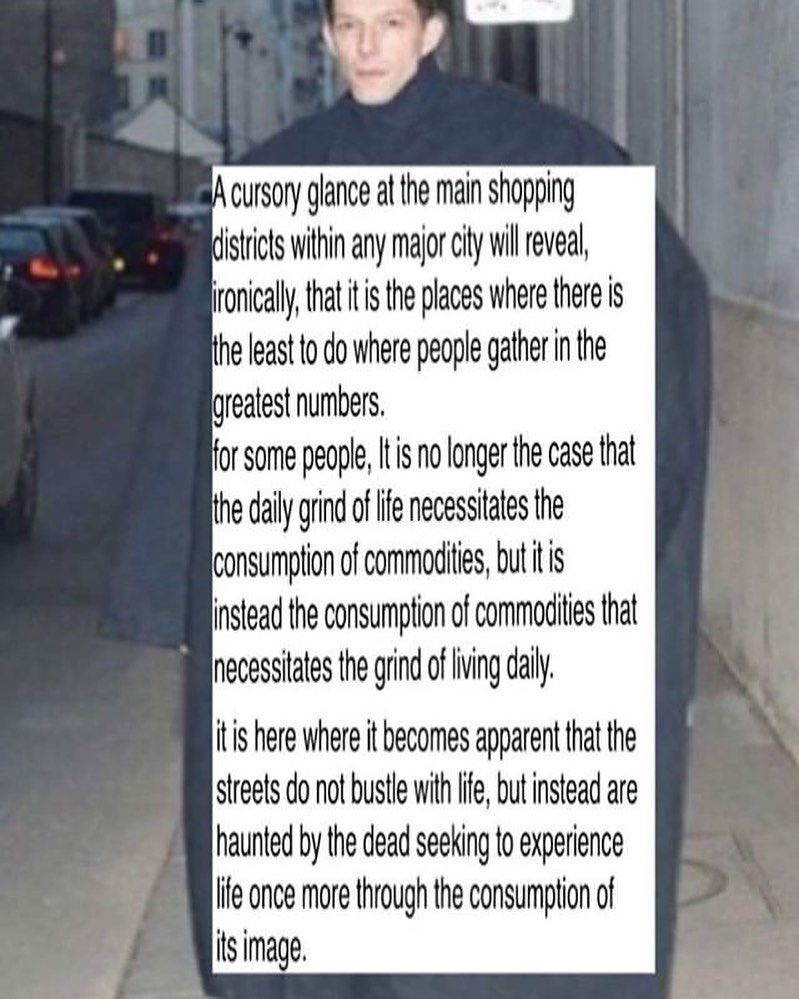 A cursory glance at the main shopping
districts within any major city will reveal,
ironically, that it is the places where there is
the least to do where people gather in the
greatest numbers.
for some people, It is no longer the case that
the daily grind of life necessitates the
consumption of commodities, but it is
instead the consumption of commodities that
necessitates the grind of living daily.
it is here where it becomes apparent that the
streets do not bustle with life, but instead are
haunted by the dead seeking to experience
life once more through the consumption of
its image.